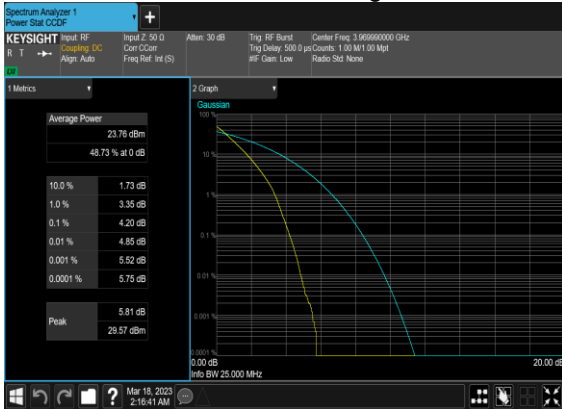 Spectrum Analyzer 1
Power Stat CCDF
KEYSIGHT
R T
Input: RF
Coupling: DC
Align: Auto
Input Z: 50 Ω
Corr CCorr
Freq Ref: Int (S)
Atten: 30 dB
Trig: RF Burst
Trig Delay: 500.0 µs
#IF Gain: Low
Center Freq: 3.969990000 GHz
Counts: 1.00 M/1.00 Mpt
Radio Std: None
1 Metrics
Average Power
23.76 dBm
48.73 % at 0 dB
10.0 % 1.73 dB
1.0 % 3.35 dB
0.1 % 4.20 dB
0.01 % 4.85 dB
0.001 % 5.52 dB
0.0001 % 5.75 dB
Peak
5.81 dB
29.57 dBm
2 Graph
Gaussian
100 %
10 %
1 %
0.1 %
0.01 %
0.001 %
0.0001 %
0.00 dB
20.00 dB
Info BW 25.000 MHz
?
Mar 18, 2023
2:16:41 AM